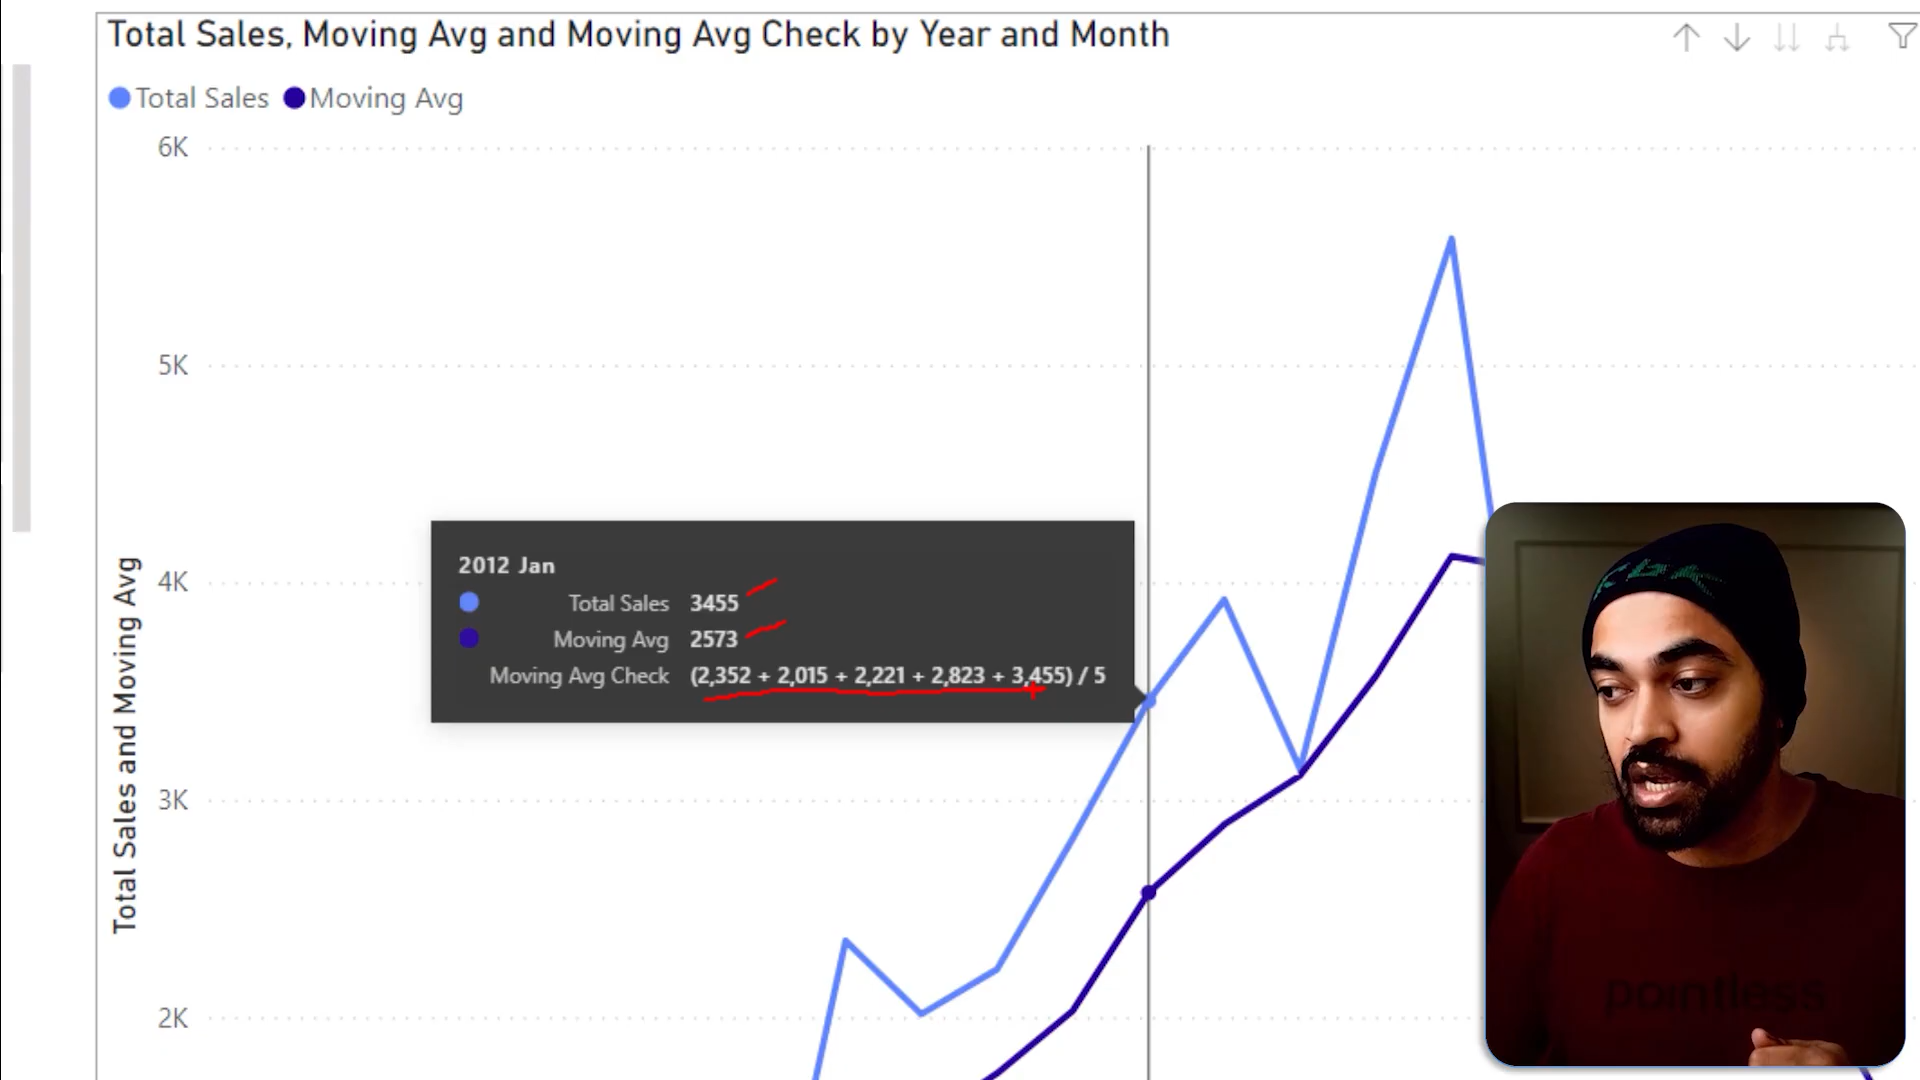 Total Sales, Moving Avg and Moving Avg Check by Year and Month
Total Sales Moving Avg
6K
5K
4K
3K
2K
Total Sales and Moving Avg
2012 Jan
Total Sales 3455
Moving Avg 2573
Moving Avg Check (2,352 + 2,015 + 2,221 + 2,823 + 3,455) / 5
pointless